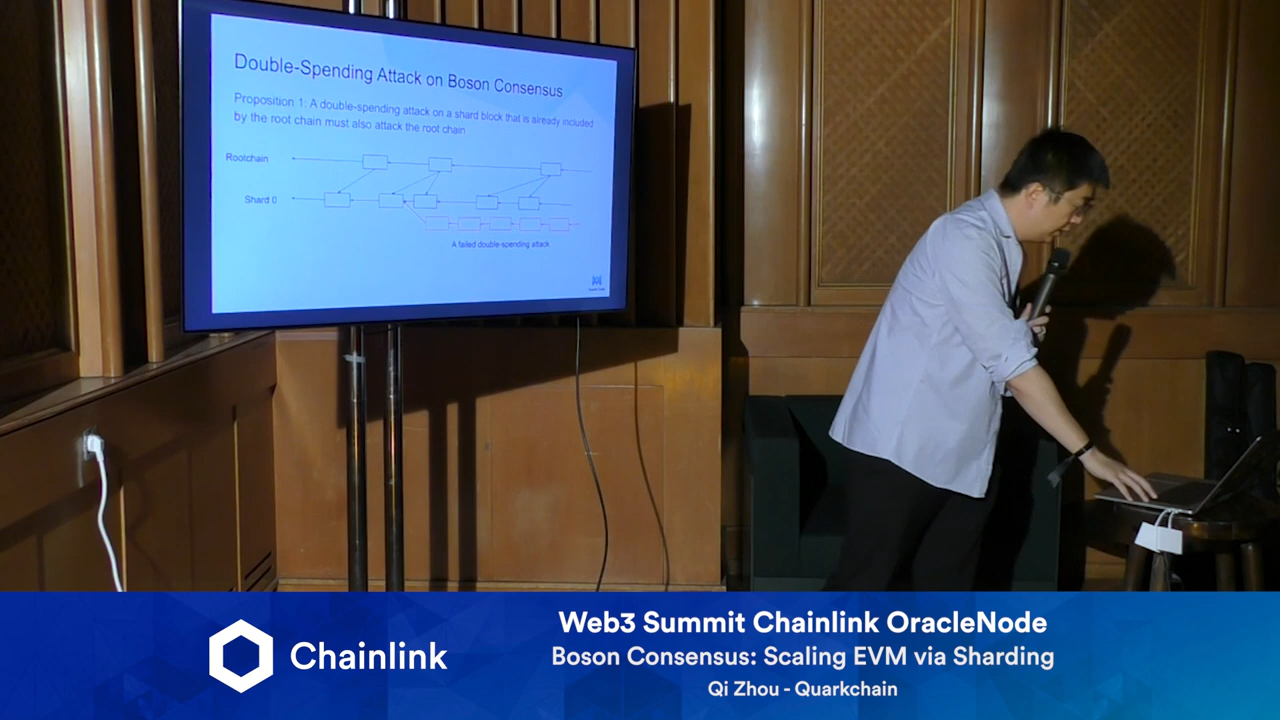 Double-Spending Attack on Boson Consensus
Proposition 1: A double-spending attack on a shard block that is already included
by the root chain must also attack the root chain
Rootchain
Shard 0
A failed double-spending attack
Chainlink
Web3 Summit Chainlink OracleNode
Boson Consensus: Scaling EVM via Sharding
Qi Zhou - Quarkchain